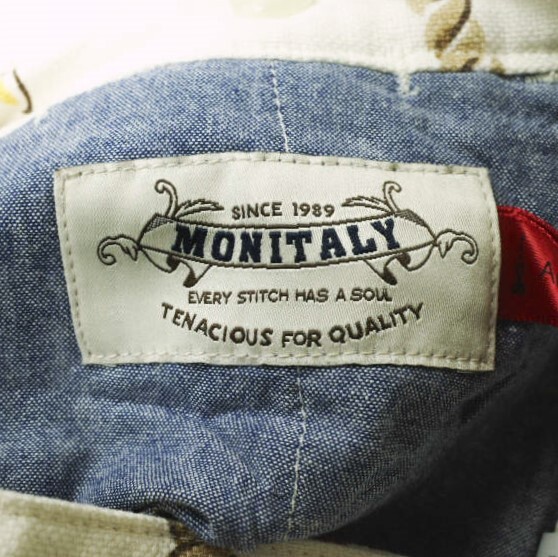 SINCE 1989
MONITALY
EVERY STITCH HAS A SOUL
TENACIOUS FOR QUALITY
A